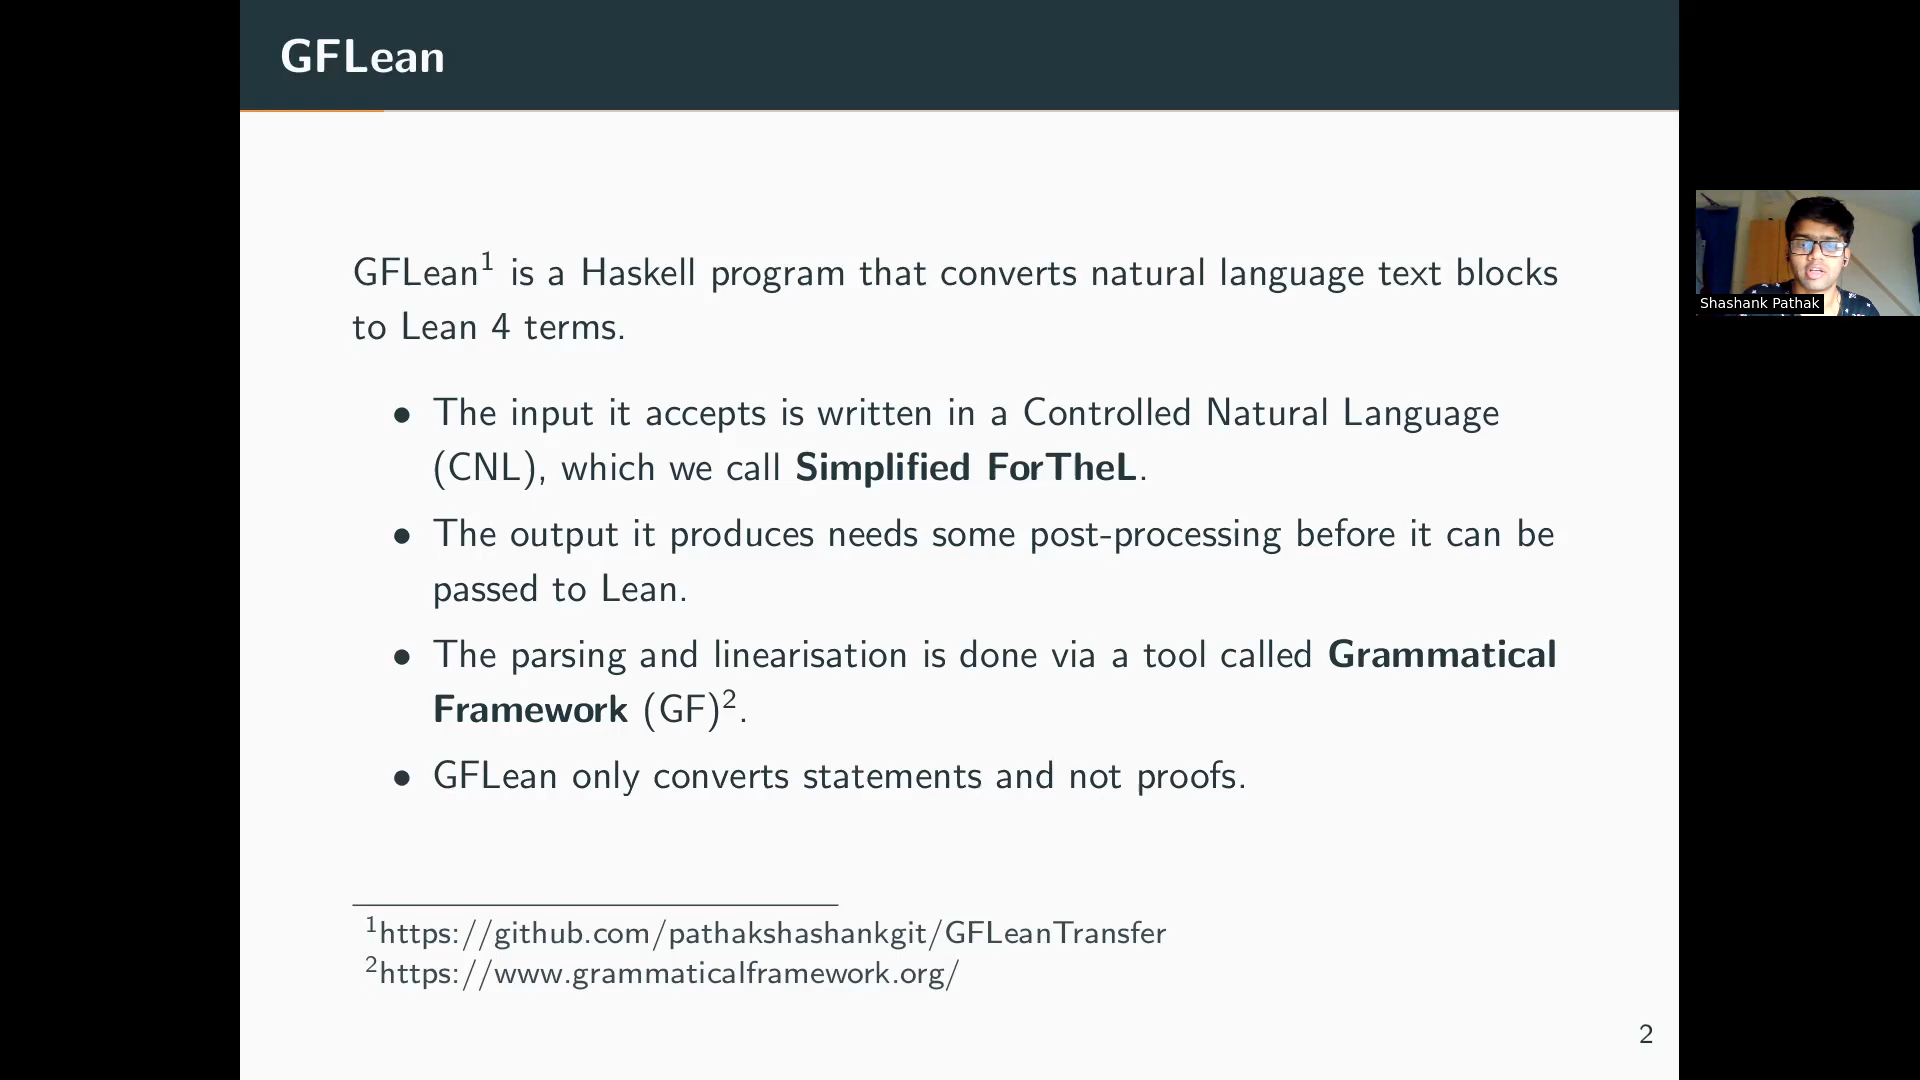 GFLean
GFLean¹ is a Haskell program that converts natural language text blocks
to Lean 4 terms.
• The input it accepts is written in a Controlled Natural Language
(CNL), which we call Simplified ForTheL.
• The output it produces needs some post-processing before it can be
passed to Lean.
• The parsing and linearisation is done via a tool called Grammatical
Framework (GF)².
• GFLean only converts statements and not proofs.
¹https://github.com/pathakshashankgit/GFLeanTransfer
²https://www.grammaticalframework.org/
2
Shashank Pathak